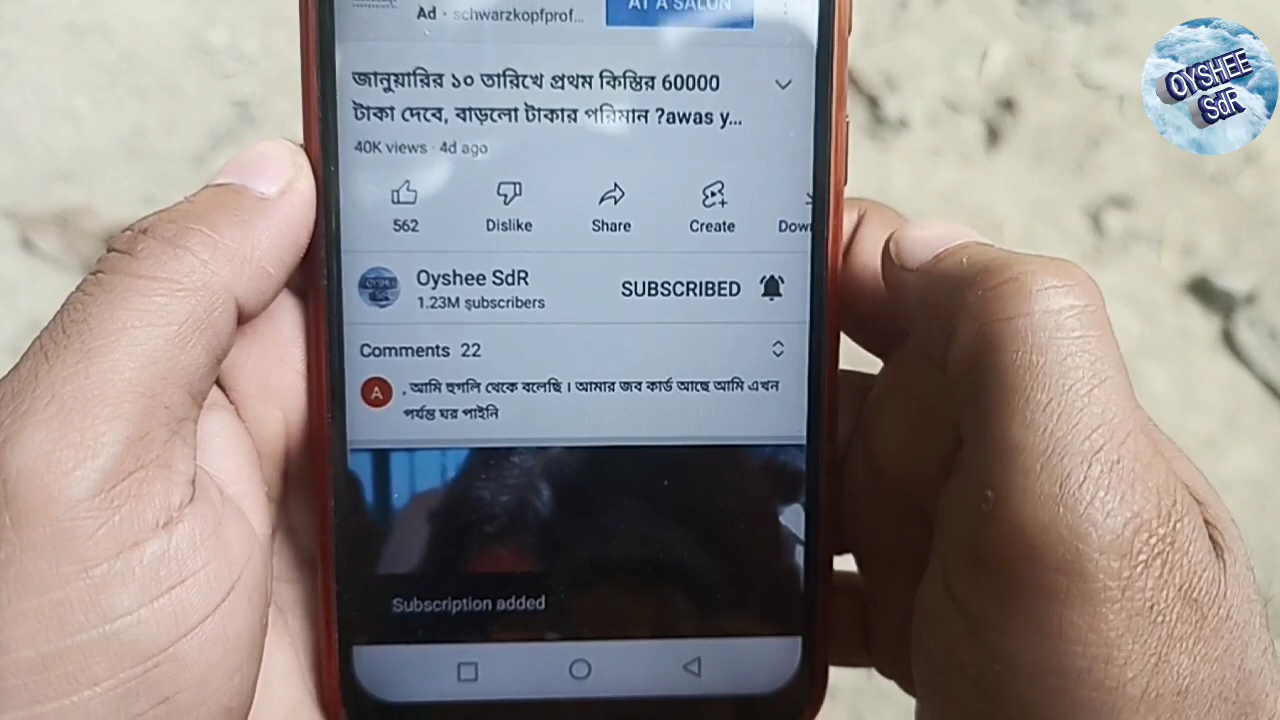 AT A SALON
Ad · schwarzkopfprof...
জানুয়ারির ১০ তারিখে প্রথম কিস্তির 60000
টাকা দেবে, বাড়লো টাকার পরিমান ?awas y...
40K views · 4d ago
562 Dislike Share Create Dow
Oyshee SdR
1.23M subscribers
SUBSCRIBED
Comments 22
A
. আমি হুগলি থেকে বলেছি । আমার জব কার্ড আছে আমি এখন
পর্যন্ত ঘর পাইনি
Subscription added
OYSHEE
SdR